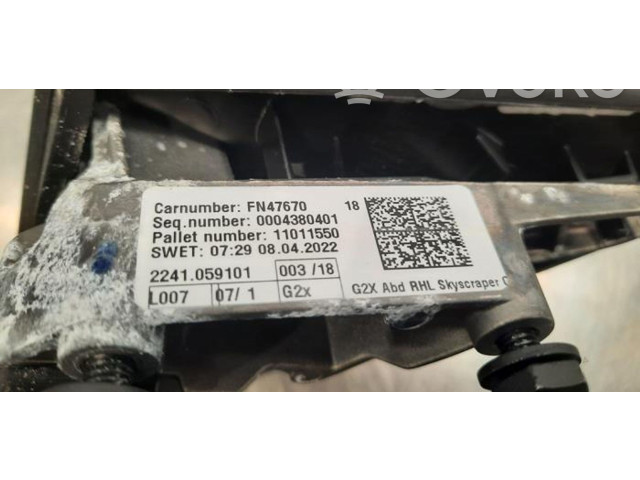 Carnumber: FN47670 18
Seq.number: 0004380401
Pallet number: 11011550
SWET: 07:29 08.04.2022
2241.059101 003 /18
L007 07/ 1 G2x
G2X Abd RHL Skyscraper